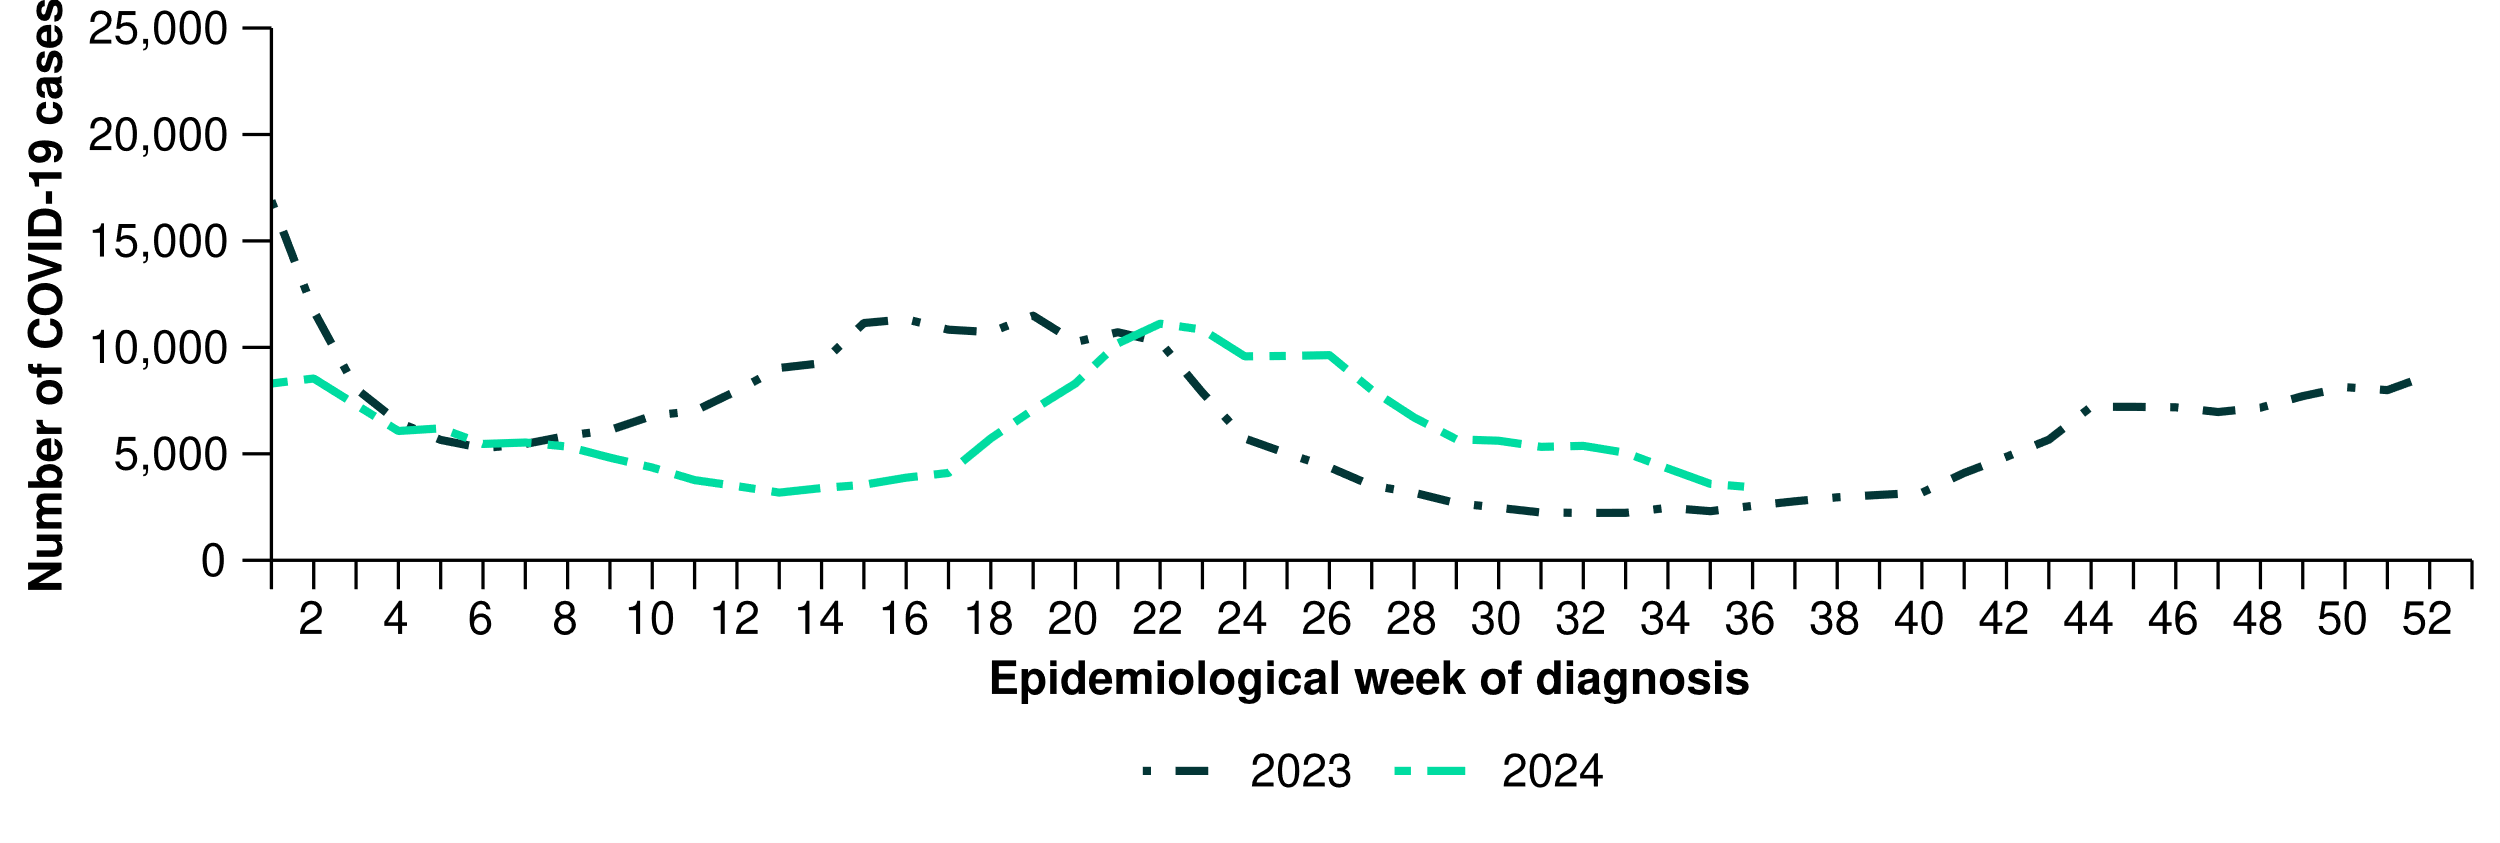 Number of COVID-19 cases
25,000
20,000
15,000
10,000
5,000
0
2 4 6 8 10 12 14 16 18 20 22 24 26 28 30 32 34 36 38 40 42 44 46 48 50 52
Epidemiological week of diagnosis
2023 2024